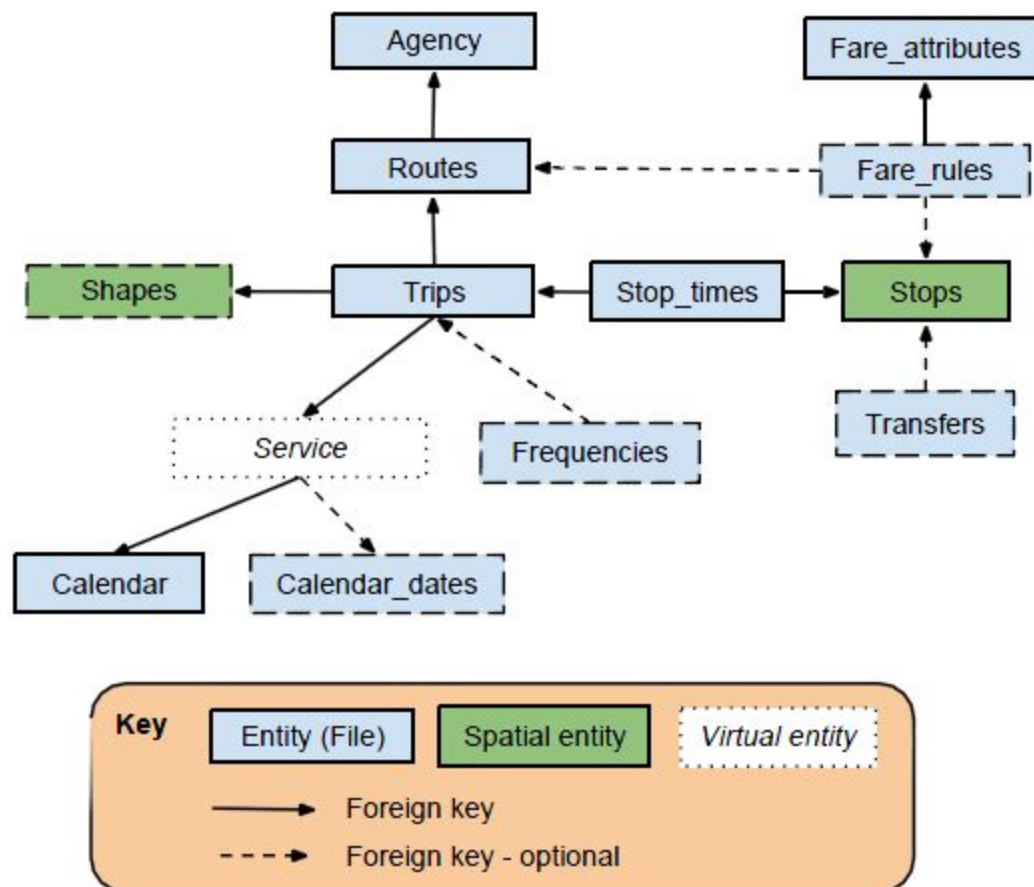 Agency
Fare_attributes
Routes
Fare_rules
Shapes
Trips
Stop_times
Stops
Service
Frequencies
Transfers
Calendar
Calendar_dates
Key
Entity (File)
Spatial entity
Virtual entity
Foreign key
Foreign key - optional